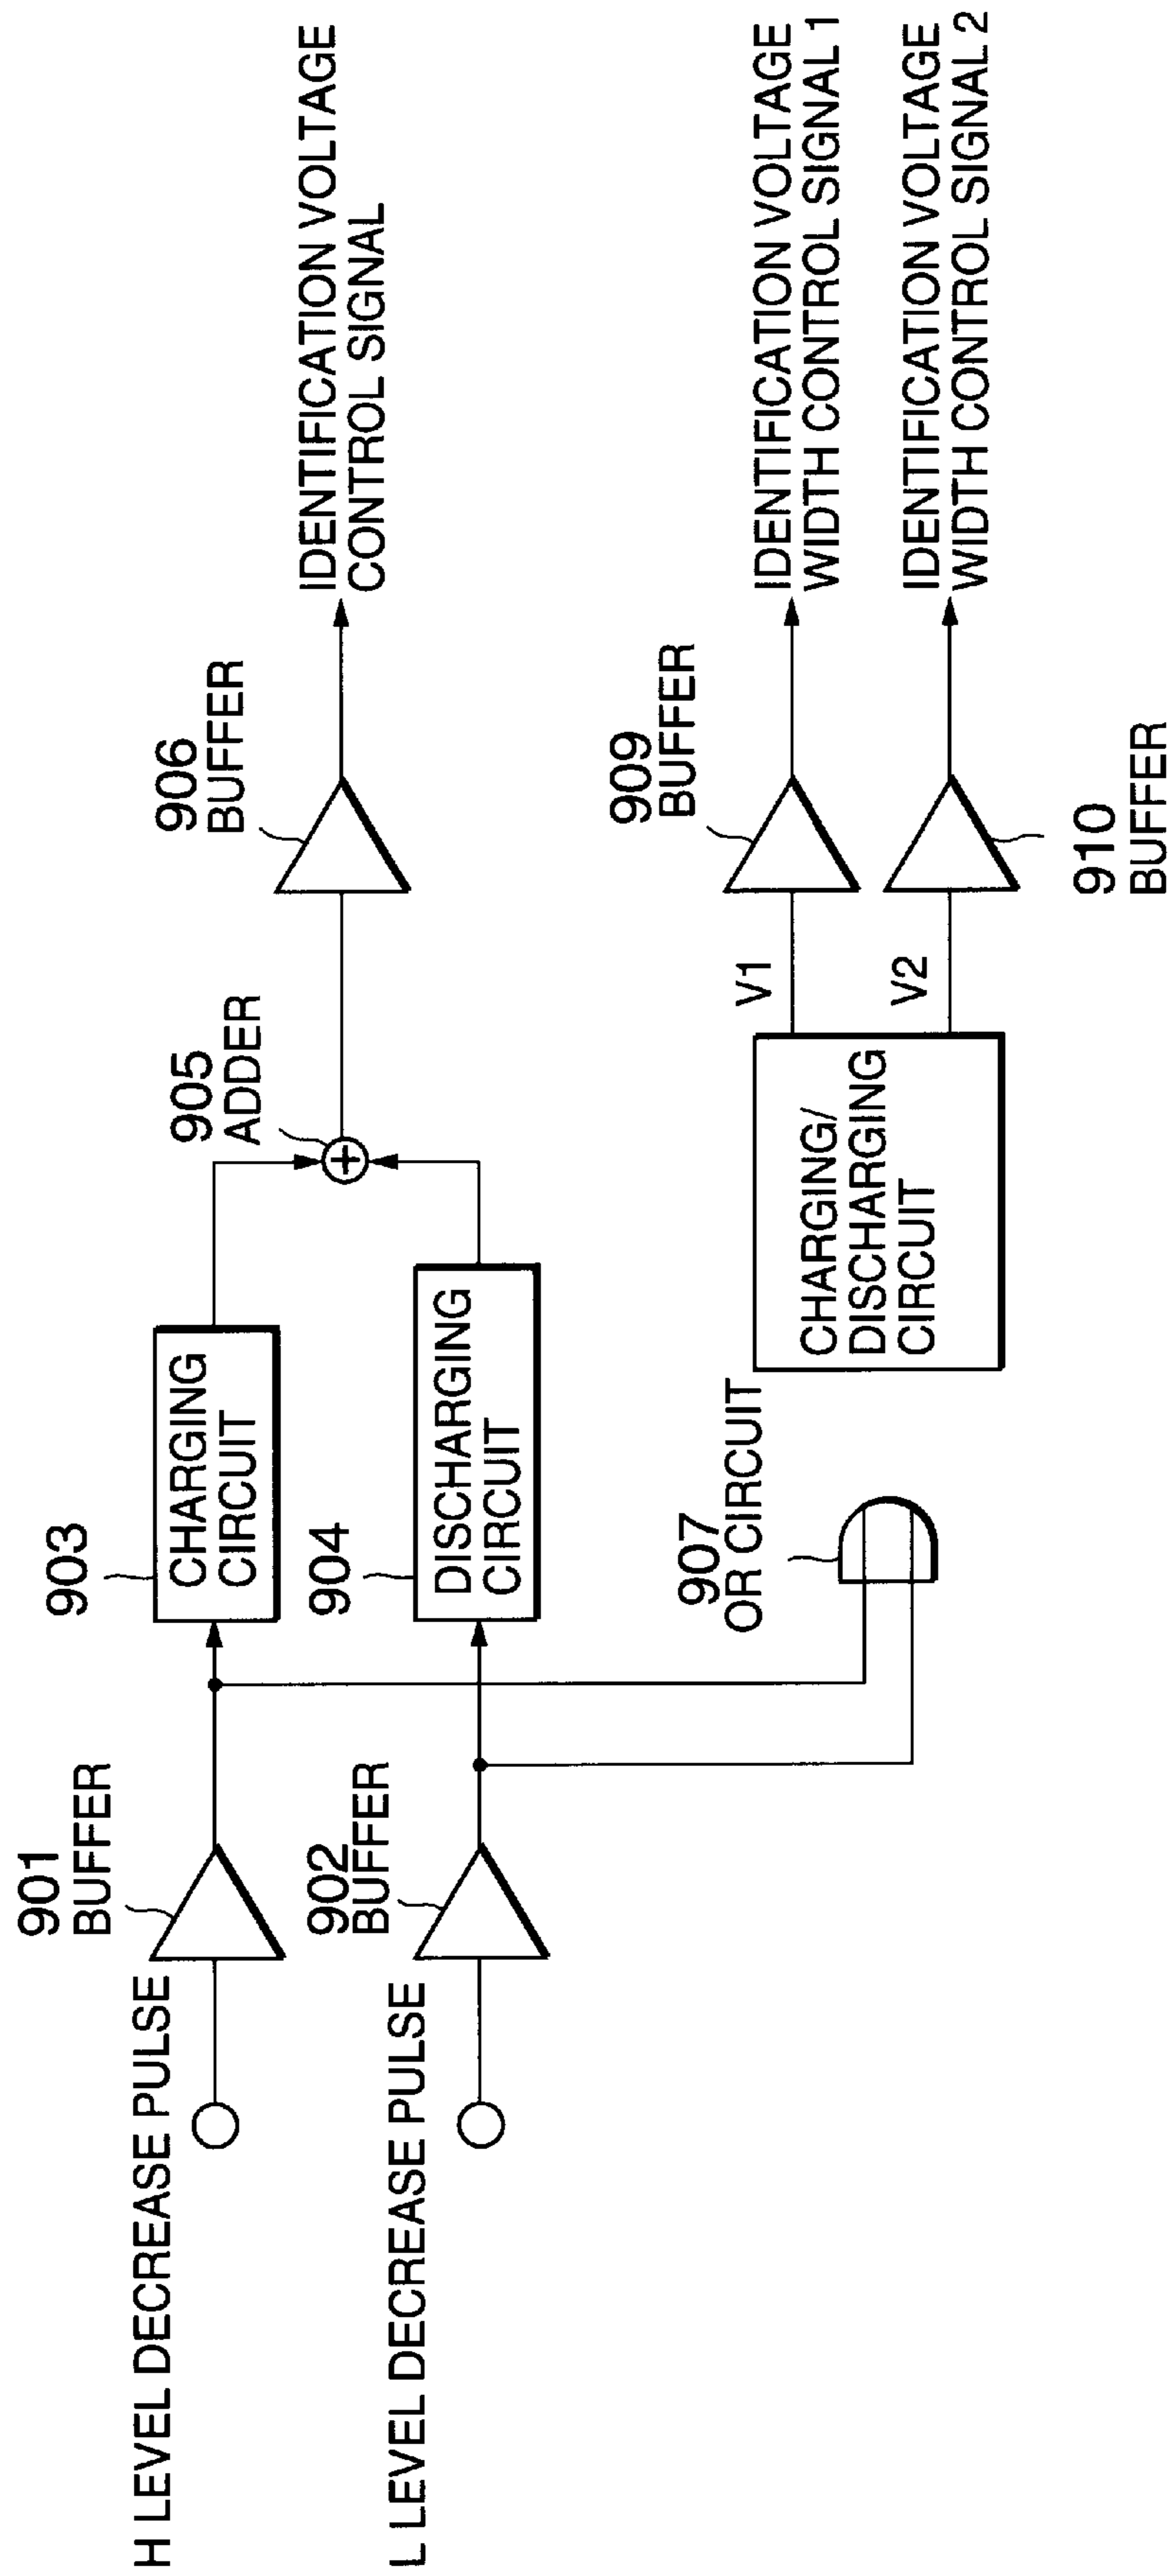 H LEVEL DECREASE PULSE
901
BUFFER
903
CHARGING
CIRCUIT
905
ADDER
906
BUFFER
IDENTIFICATION VOLTAGE
CONTROL SIGNAL
L LEVEL DECREASE PULSE
902
BUFFER
904
DISCHARGING
CIRCUIT
907
OR CIRCUIT
CHARGING/
DISCHARGING
CIRCUIT
V1
909
BUFFER
IDENTIFICATION VOLTAGE
WIDTH CONTROL SIGNAL 1
V2
910
BUFFER
IDENTIFICATION VOLTAGE
WIDTH CONTROL SIGNAL 2